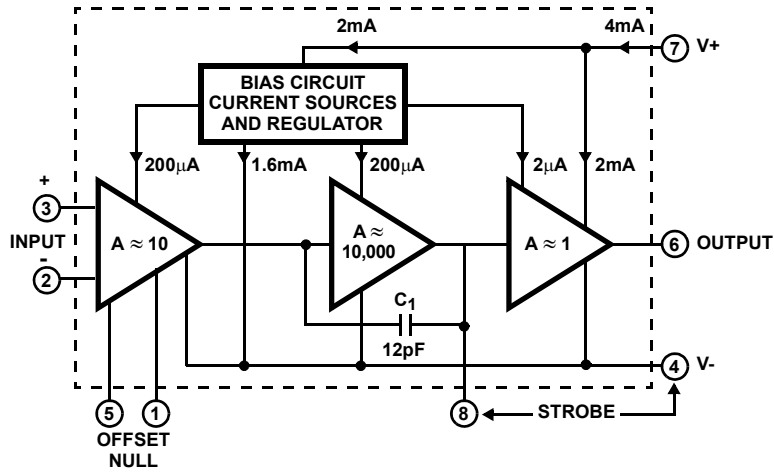 2mA
4mA
7
V+
BIAS CIRCUIT
CURRENT SOURCES
AND REGULATOR
200μA
1.6mA
200μA
2μA
2mA
+
3
INPUT
-
2
A ≈ 10
A ≈
10,000
A ≈ 1
6
OUTPUT
C1
12pF
4
V-
5
1
OFFSET
NULL
8
STROBE